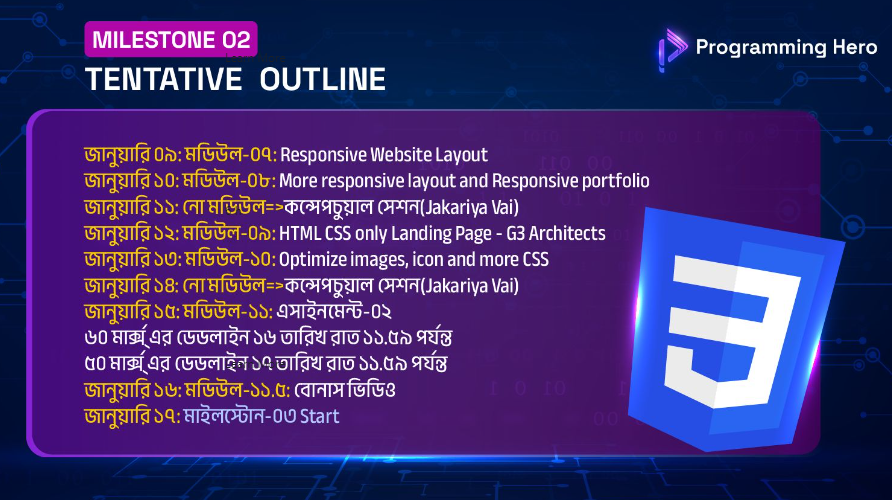 MILESTONE 02
TENTATIVE OUTLINE
Programming Hero
জানুয়ারি ০৯: মডিউল-০৭: Responsive Website Layout
জানুয়ারি ১০: মডিউল-০৮: More responsive layout and Responsive portfolio
জানুয়ারি ১১: নো মডিউল=>কন্সেপচুয়াল সেশন(Jakariya Vai)
জানুয়ারি ১২: মডিউল-০৯: HTML CSS only Landing Page - G3 Architects
জানুয়ারি ১৩: মডিউল-১০: Optimize images, icon and more CSS
জানুয়ারি ১৪: নো মডিউল=>কন্সেপচুয়াল সেশন(Jakariya Vai)
জানুয়ারি ১৫: মডিউল-১১: এসাইনমেন্ট-০২
৬০ মার্ক্স্ এর ডেডলাইন ১৬ তারিখ রাত ১১.৫৯ পর্যন্ত
৫০ মার্ক্স্ এর ডেডলাইন তারিখ রাত ১১.৫৯ পর্যন্ত
জানুয়ারি ১৬: মডিউল-১১.৫: বোনাস ভিডিও
জানুয়ারি ১৭: মাইলস্টোন-০৩ Start